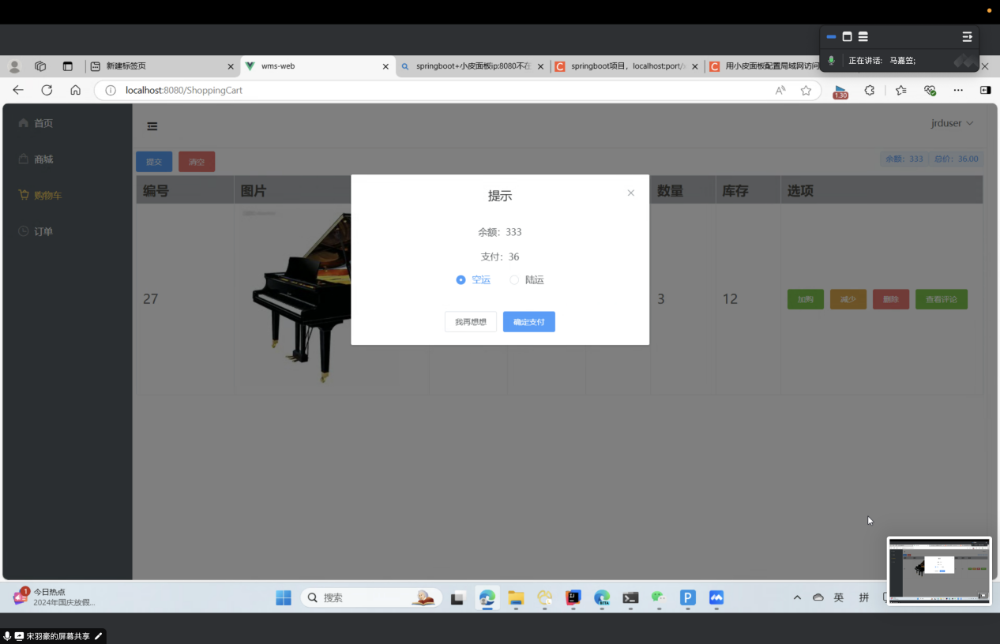 正在讲话: 马嘉笠;
新建标签页
wms-web
springboot+小皮面板ip:8080不在
springboot项目，localhost:port/
用小皮面板配置局域网访问
localhost:8080/ShoppingCart
1.30
首页
商城
购物车
订单
jrduser
提交
清空
余额：333
总价：36.00
编号
图片
数量
库存
选项
27
3
12
加购
减少
删除
查看评论
提示
余额：333
支付：36
空运
陆运
我再想想
确定支付
1
今日热点
2024年国庆放假...
搜索
BETA
P
英
拼
宋羽豪的屏幕共享